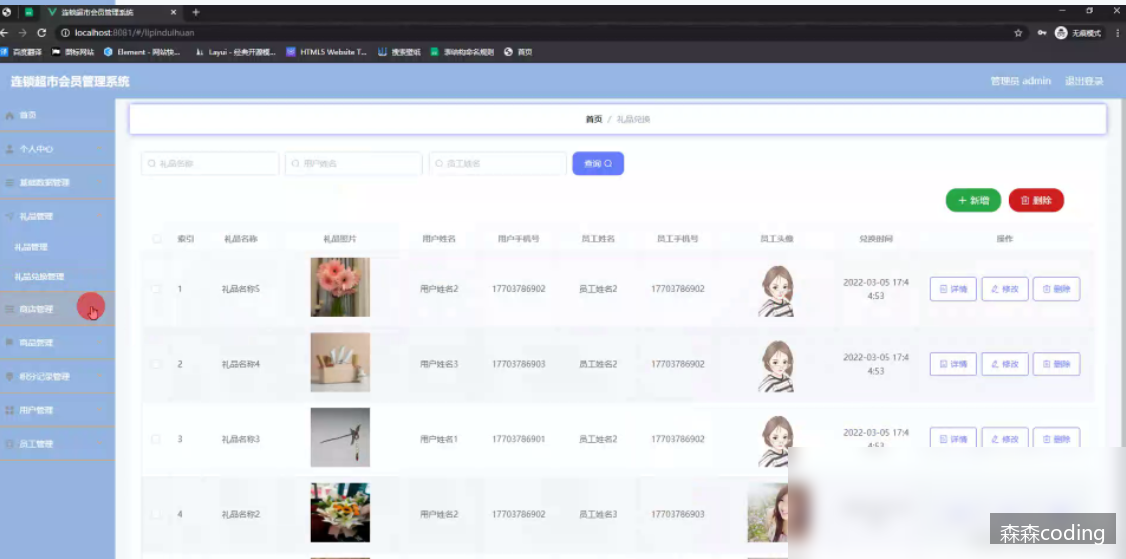 连锁超市会员管理系统
localhost:8081/#/lipinduihuan
无痕模式
百度翻译 图标网站 Element - 网站快... Layui - 经典开源模... HTML5 Website T... 搜索壁纸 表结构命名规则 首页
连锁超市会员管理系统 管理员 admin 退出登录
首页
个人中心
基础数据管理
礼品管理
礼品管理
礼品兑换管理
商店管理
商品管理
积分记录管理
用户管理
员工管理
首页 / 礼品兑换
礼品名称 用户姓名 员工姓名 查询
+ 新增 删除
索引 礼品名称 礼品照片 用户姓名 用户手机号 员工姓名 员工手机号 员工头像 兑换时间 操作
1 礼品名称5 用户姓名2 17703786902 员工姓名2 17703786902 2022-03-05 17:4
4:53 详情 修改 删除
2 礼品名称4 用户姓名3 17703786903 员工姓名2 17703786902 2022-03-05 17:4
4:53 详情 修改 删除
3 礼品名称3 用户姓名1 17703786901 员工姓名2 17703786902 2022-03-05 17:4
4:53 详情 修改 删除
4 礼品名称2 用户姓名2 17703786902 员工姓名3 17703786903
森森coding